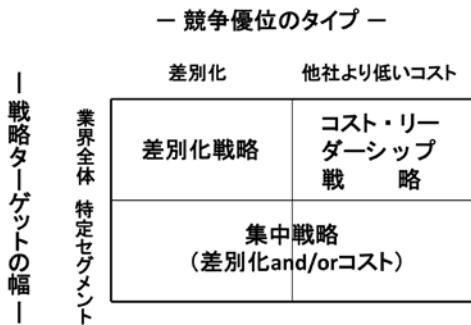 ― 競争優位のタイプ ―
差別化
他社より低いコスト
― 戦略ターゲットの幅 ―
業界全体
差別化戦略
コスト・リー
ダーシップ
戦 略
特定セグメント
集中戦略
（差別化and/orコスト）